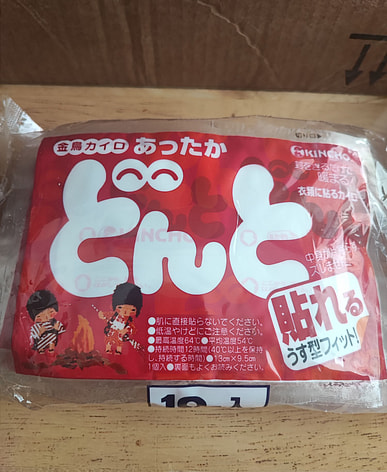 金鳥カイロ あったか
KINCHO
衣類に貼るカイロ
どんと
貼れる
うす型フィット!
●肌に直接貼らないでください。
●低温やけどにご注意ください。
●最高温度64℃●平均温度54℃
●持続時間12時間(40℃以上を保持
し、持続する時間)●13cm×9.5cm
1個入●裏面もよくお読みください。